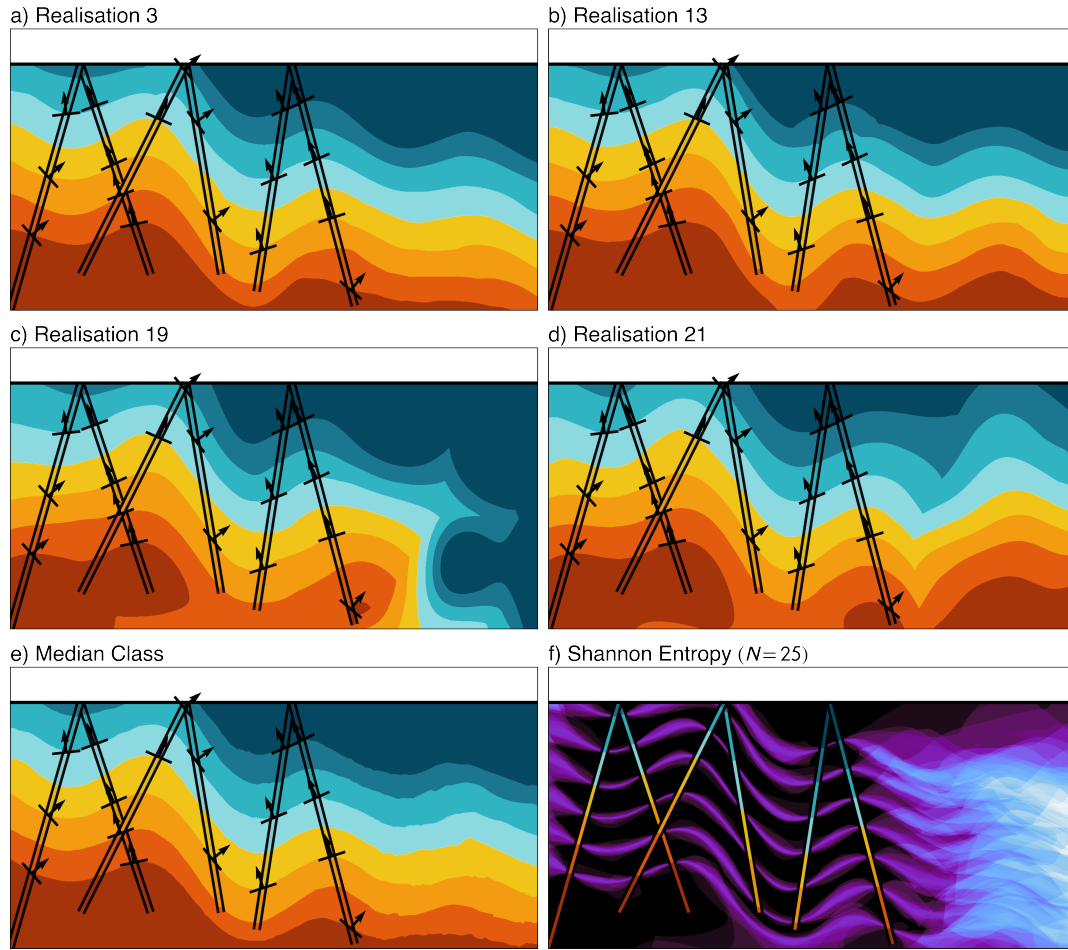 a) Realisation 3
b) Realisation 13
c) Realisation 19
d) Realisation 21
e) Median Class
f) Shannon Entropy (N=25)